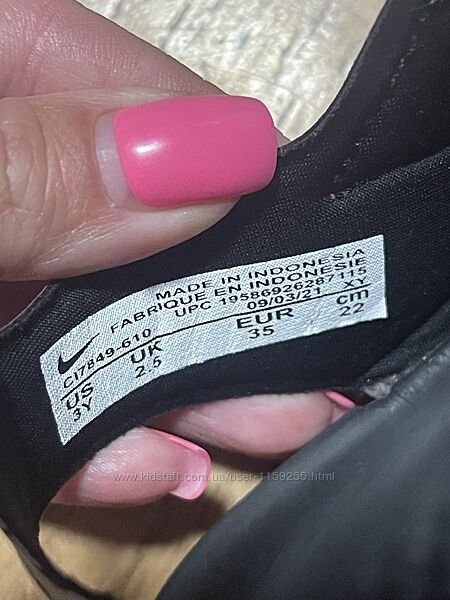 MADE IN INDONESIA
FABRIQUE EN INDONESIE
UPC 19586926287115
CI7849-610 09/03/21 XY
US UK EUR cm
3Y 2.5 35 22
www.kidstaff.com.ua/user-1159255.html